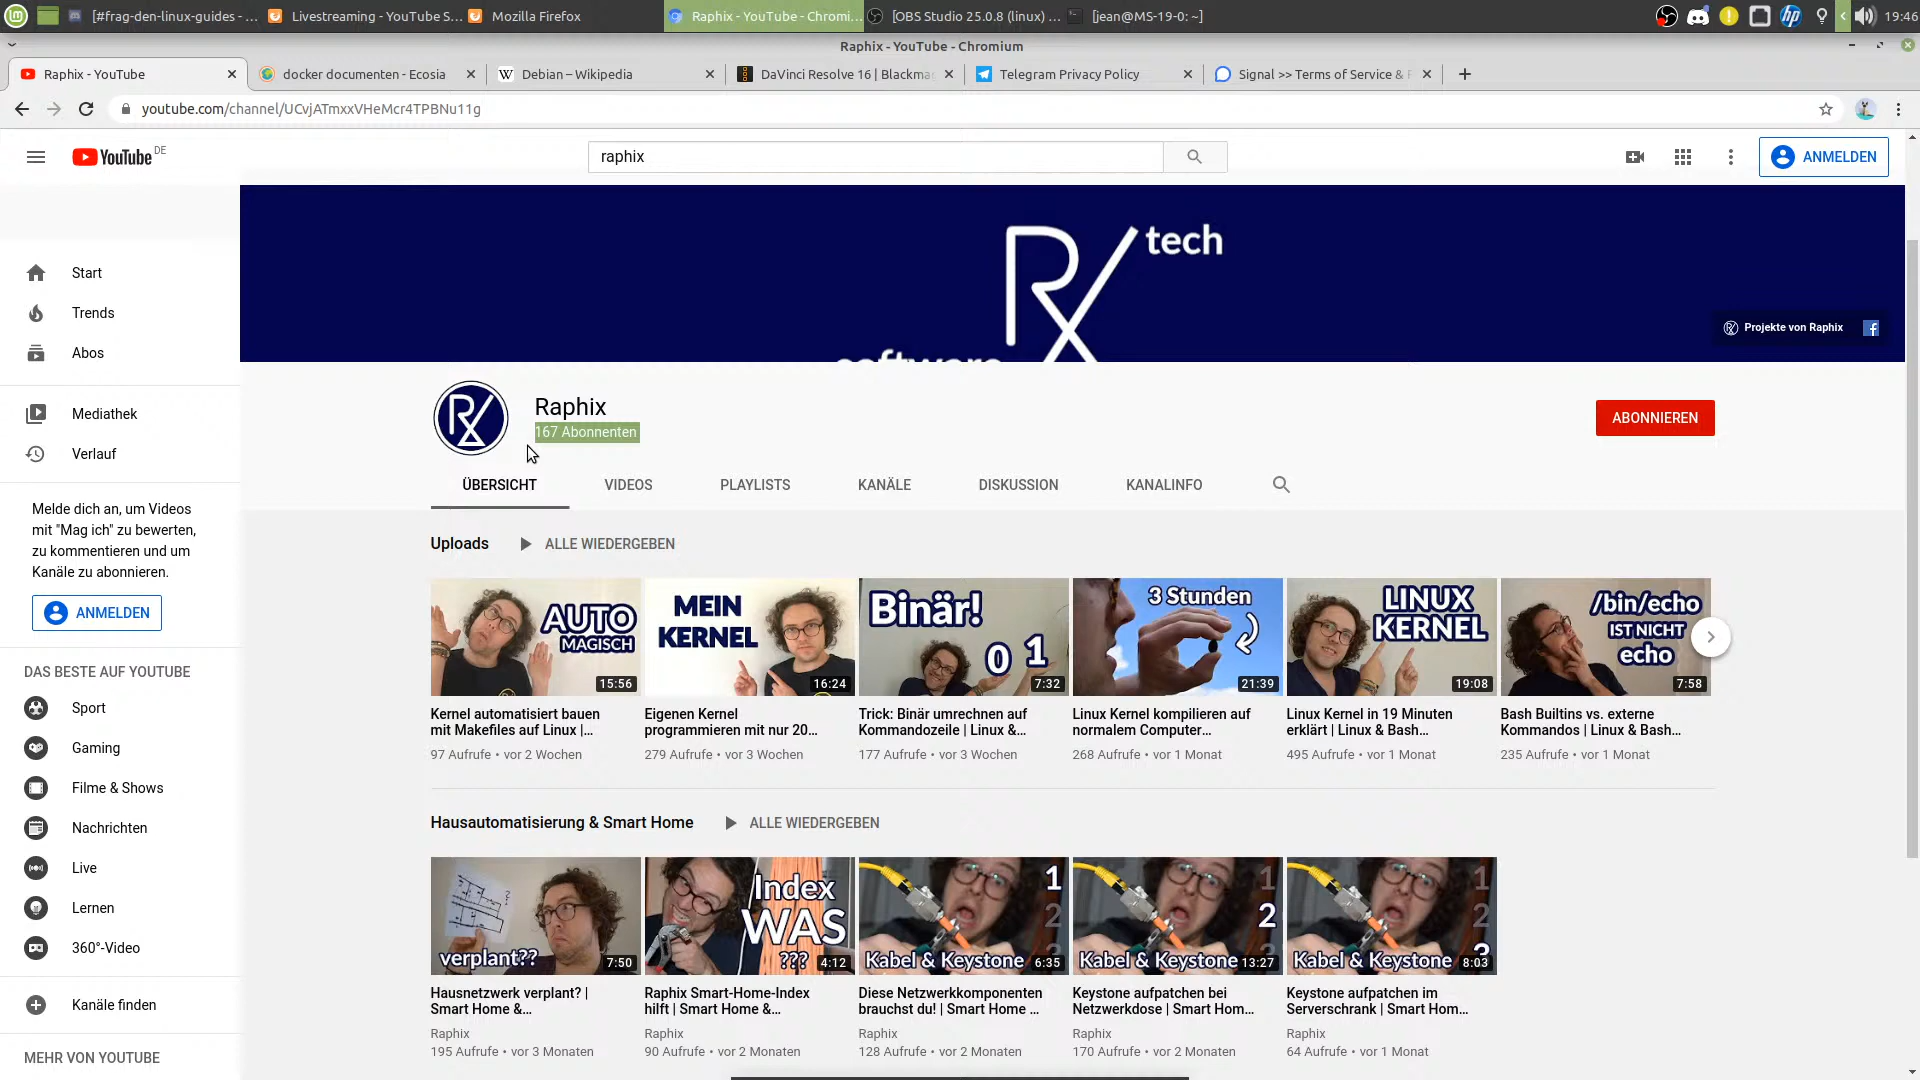 [#frag-den-linux-guides - ...
Livestreaming - YouTube S...
Mozilla Firefox
Raphix - YouTube - Chromi...
[OBS Studio 25.0.8 (linux) ...
[jean@MS-19-0: ~]
hp
19:46
Raphix - YouTube - Chromium
Raphix - YouTube
docker documenten - Ecosia
Debian – Wikipedia
DaVinci Resolve 16 | Blackma
Telegram Privacy Policy
Signal >> Terms of Service & P
youtube.com/channel/UCvjATmxxVHeMcr4TPBNu11g
YouTube DE
raphix
ANMELDEN
Start
Trends
Abos
Mediathek
Verlauf
Melde dich an, um Videos
mit "Mag ich" zu bewerten,
zu kommentieren und um
Kanäle zu abonnieren.
ANMELDEN
DAS BESTE AUF YOUTUBE
Sport
Gaming
Filme & Shows
Nachrichten
Live
Lernen
360°-Video
Kanäle finden
MEHR VON YOUTUBE
Rx tech
software
Projekte von Raphix
Rx
Raphix
167 Abonnenten
ABONNIEREN
ÜBERSICHT
VIDEOS
PLAYLISTS
KANÄLE
DISKUSSION
KANALINFO
Uploads
ALLE WIEDERGEBEN
AUTO
MAGISCH
15:56
MEIN
KERNEL
16:24
Binär!
0 1
7:32
3 Stunden
21:39
LINUX
KERNEL
19:08
/bin/echo
IST NICHT
echo
7:58
Kernel automatisiert bauen
mit Makefiles auf Linux |...
97 Aufrufe • vor 2 Wochen
Eigenen Kernel
programmieren mit nur 20...
279 Aufrufe • vor 3 Wochen
Trick: Binär umrechnen auf
Kommandozeile | Linux &...
177 Aufrufe • vor 3 Wochen
Linux Kernel kompilieren auf
normalem Computer...
268 Aufrufe • vor 1 Monat
Linux Kernel in 19 Minuten
erklärt | Linux & Bash...
495 Aufrufe • vor 1 Monat
Bash Builtins vs. externe
Kommandos | Linux & Bash...
235 Aufrufe • vor 1 Monat
Hausautomatisierung & Smart Home
ALLE WIEDERGEBEN
verplant??
7:50
Index
WAS
???
4:12
1
2
3
Kabel & Keystone
6:35
1
2
3
Kabel & Keystone
13:27
1
2
3
Kabel & Keystone
8:03
Hausnetzwerk verplant? |
Smart Home &...
Raphix
195 Aufrufe • vor 3 Monaten
Raphix Smart-Home-Index
hilft | Smart Home &...
Raphix
90 Aufrufe • vor 2 Monaten
Diese Netzwerkkomponenten
brauchst du! | Smart Home ...
Raphix
128 Aufrufe • vor 2 Monaten
Keystone aufpatchen bei
Netzwerkdose | Smart Hom...
Raphix
170 Aufrufe • vor 2 Monaten
Keystone aufpatchen im
Serverschrank | Smart Hom...
Raphix
64 Aufrufe • vor 1 Monat